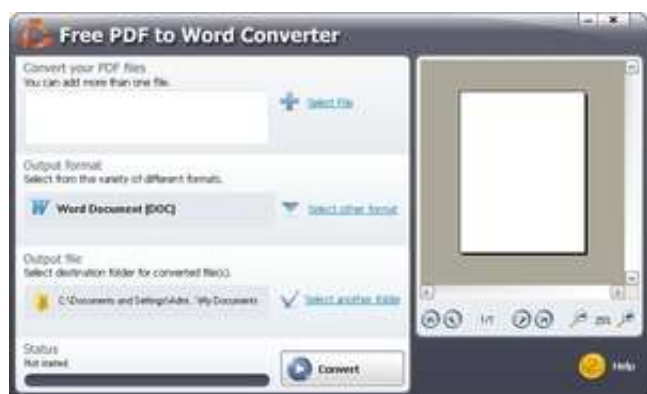 Free PDF to Word Converter
Convert your PDF files
You can add more than one file.
Select File
Output format
Select from the variety of different formats.
Word Document (DOC)
Select other format
Output file
Select destination folder for converted file(s).
C:\Documents and Settings\Admi... \My Documents
Select another folder
1/1
Status
Not started
Convert
Help